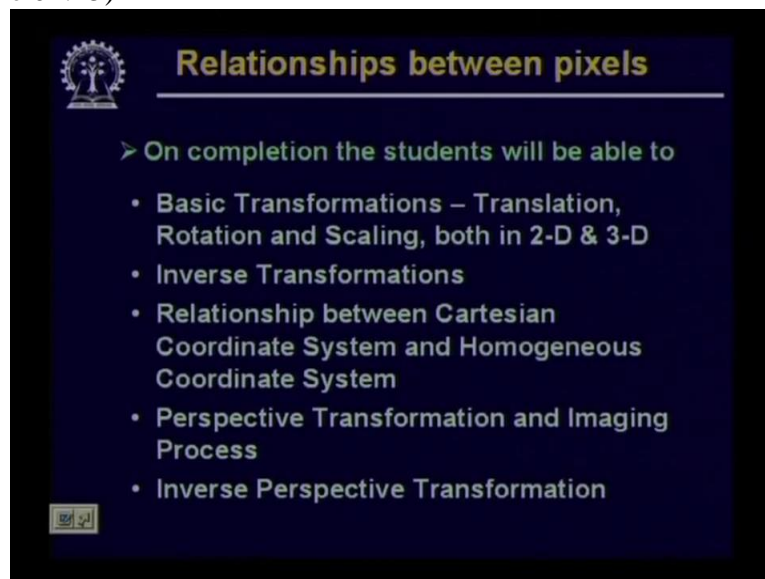 Relationships between pixels
➢ On completion the students will be able to
• Basic Transformations – Translation,
Rotation and Scaling, both in 2-D & 3-D
• Inverse Transformations
• Relationship between Cartesian
Coordinate System and Homogeneous
Coordinate System
• Perspective Transformation and Imaging
Process
• Inverse Perspective Transformation